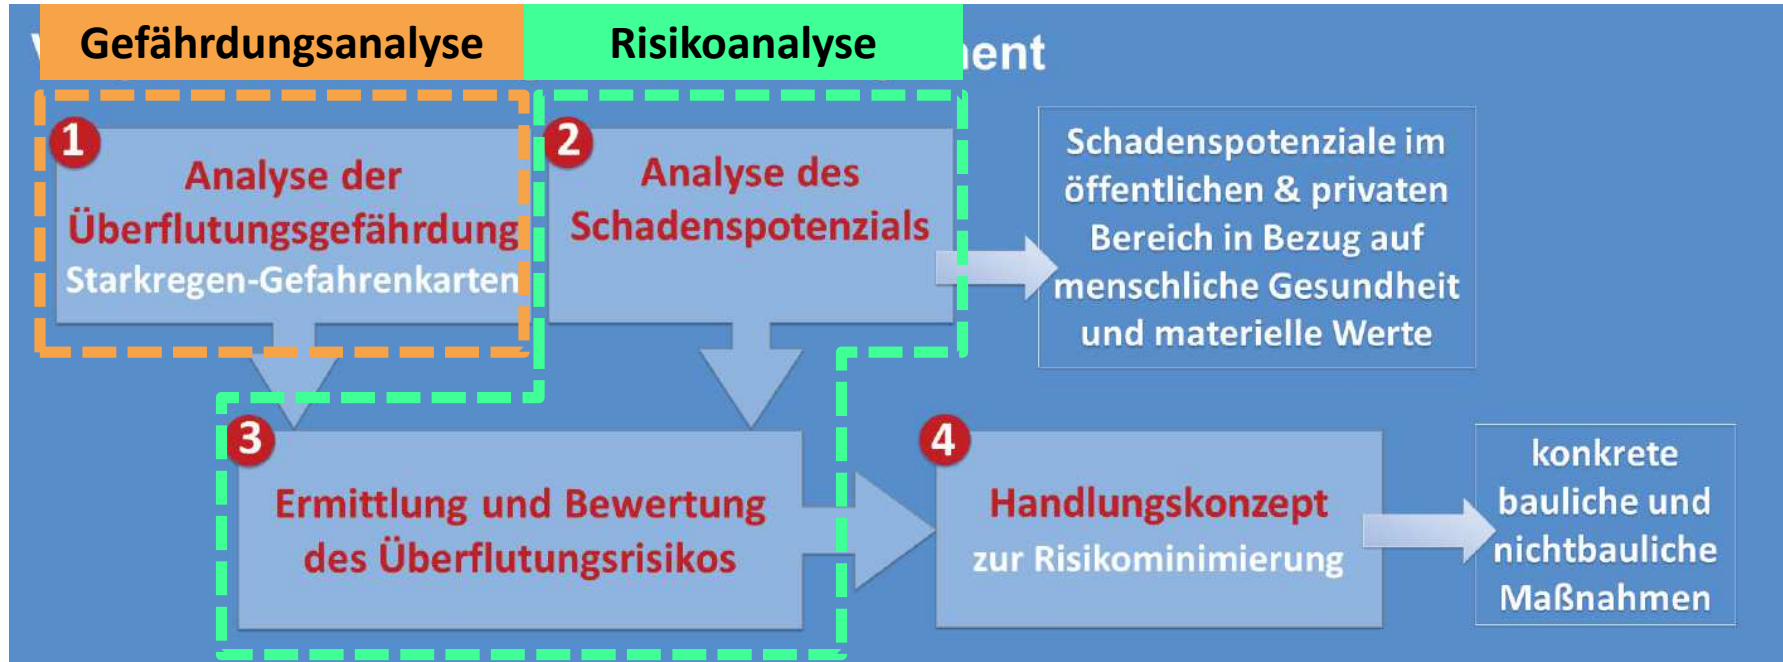 Gefährdungsanalyse
Risikoanalyse
1
Analyse der
Überflutungsgefährdung
Starkregen-Gefahrenkarten
2
Analyse des
Schadenspotenzials
Schadenspotenziale im
öffentlichen & privaten
Bereich in Bezug auf
menschliche Gesundheit
und materielle Werte
3
Ermittlung und Bewertung
des Überflutungsrisikos
4
Handlungskonzept
zur Risikominimierung
konkrete
bauliche und
nichtbauliche
Maßnahmen